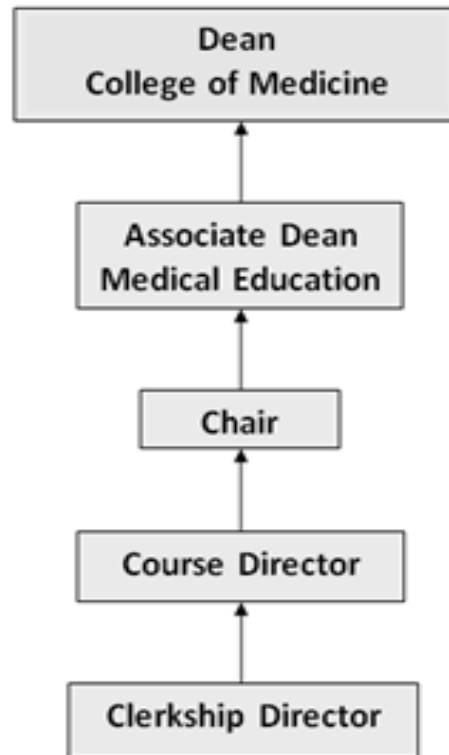 Dean
College of Medicine
Associate Dean
Medical Education
Chair
Course Director
Clerkship Director